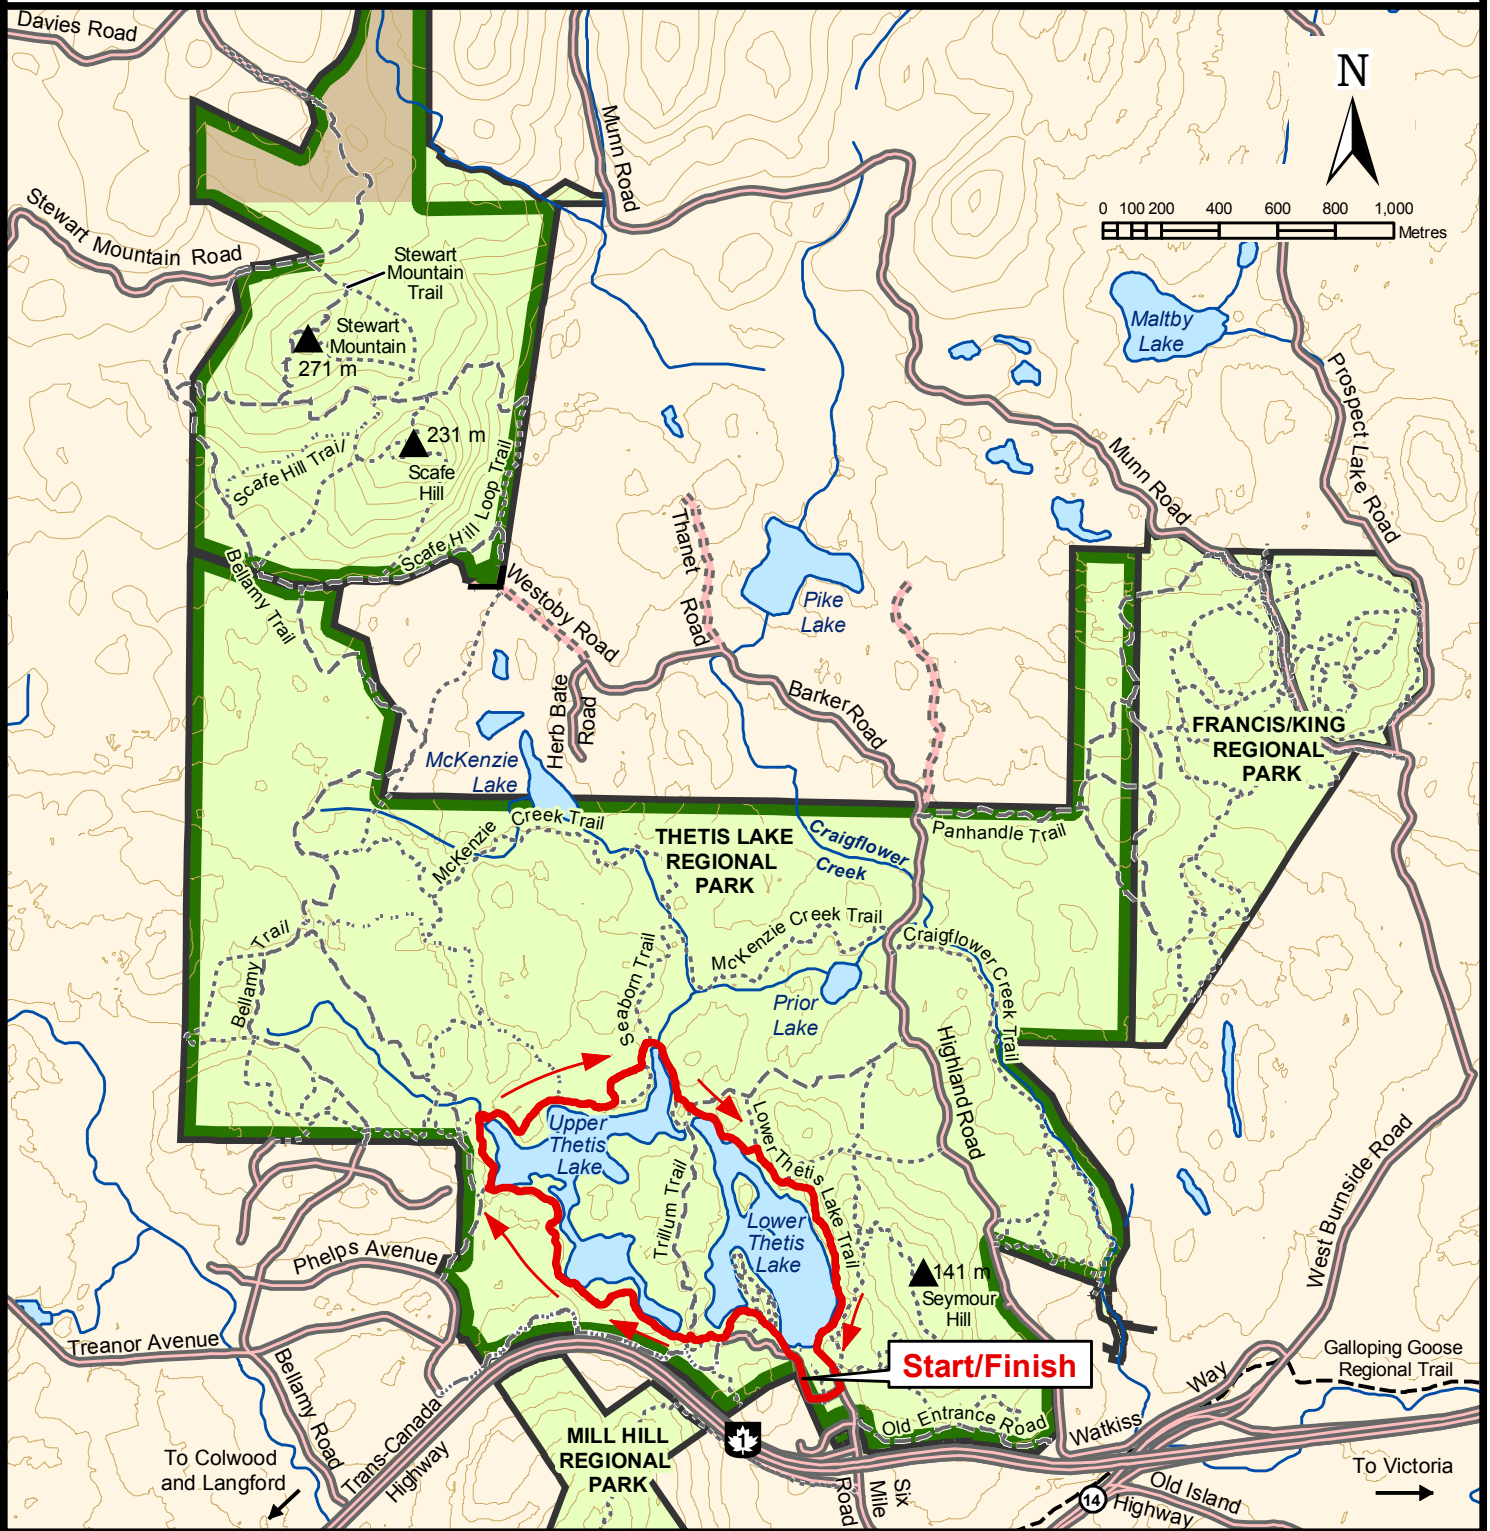 Davies Road
N
Munn Road
0 100 200 400 600 800 1,000
Metres
Stewart Mountain Road
Stewart
Mountain
Trail
Stewart
Mountain
271 m
Maltby
Lake
Prospect Lake Road
231 m
Scafe
Hill
Scafe Hill Trail
Scafe Hill Loop Trail
Munn Road
Thanet
Road
Bellamy Trail
Westoby Road
Pike
Lake
Herb Bate
Road
Barker Road
FRANCIS/KING
REGIONAL
PARK
McKenzie
Lake
McKenzie
Creek Trail
THETIS LAKE
REGIONAL
PARK
Craigflower
Creek
Panhandle Trail
McKenzie Creek Trail
Craigflower Creek Trail
Bellamy
Trail
Seaborn Trail
Prior
Lake
Highland Road
Upper
Thetis
Lake
Lower Thetis Lake Trail
Trillum Trail
Lower
Thetis
Lake
West Burnside Road
141 m
Seymour
Hill
Phelps Avenue
Treanor Avenue
Bellamy Road
Start/Finish
Galloping Goose
Regional Trail
Way
Watkiss
Old Entrance Road
Trans-Canada
Highway
1
MILL HILL
REGIONAL
PARK
To Colwood
and Langford
Six
Mile
Road
14
Old Island
Highway
To Victoria